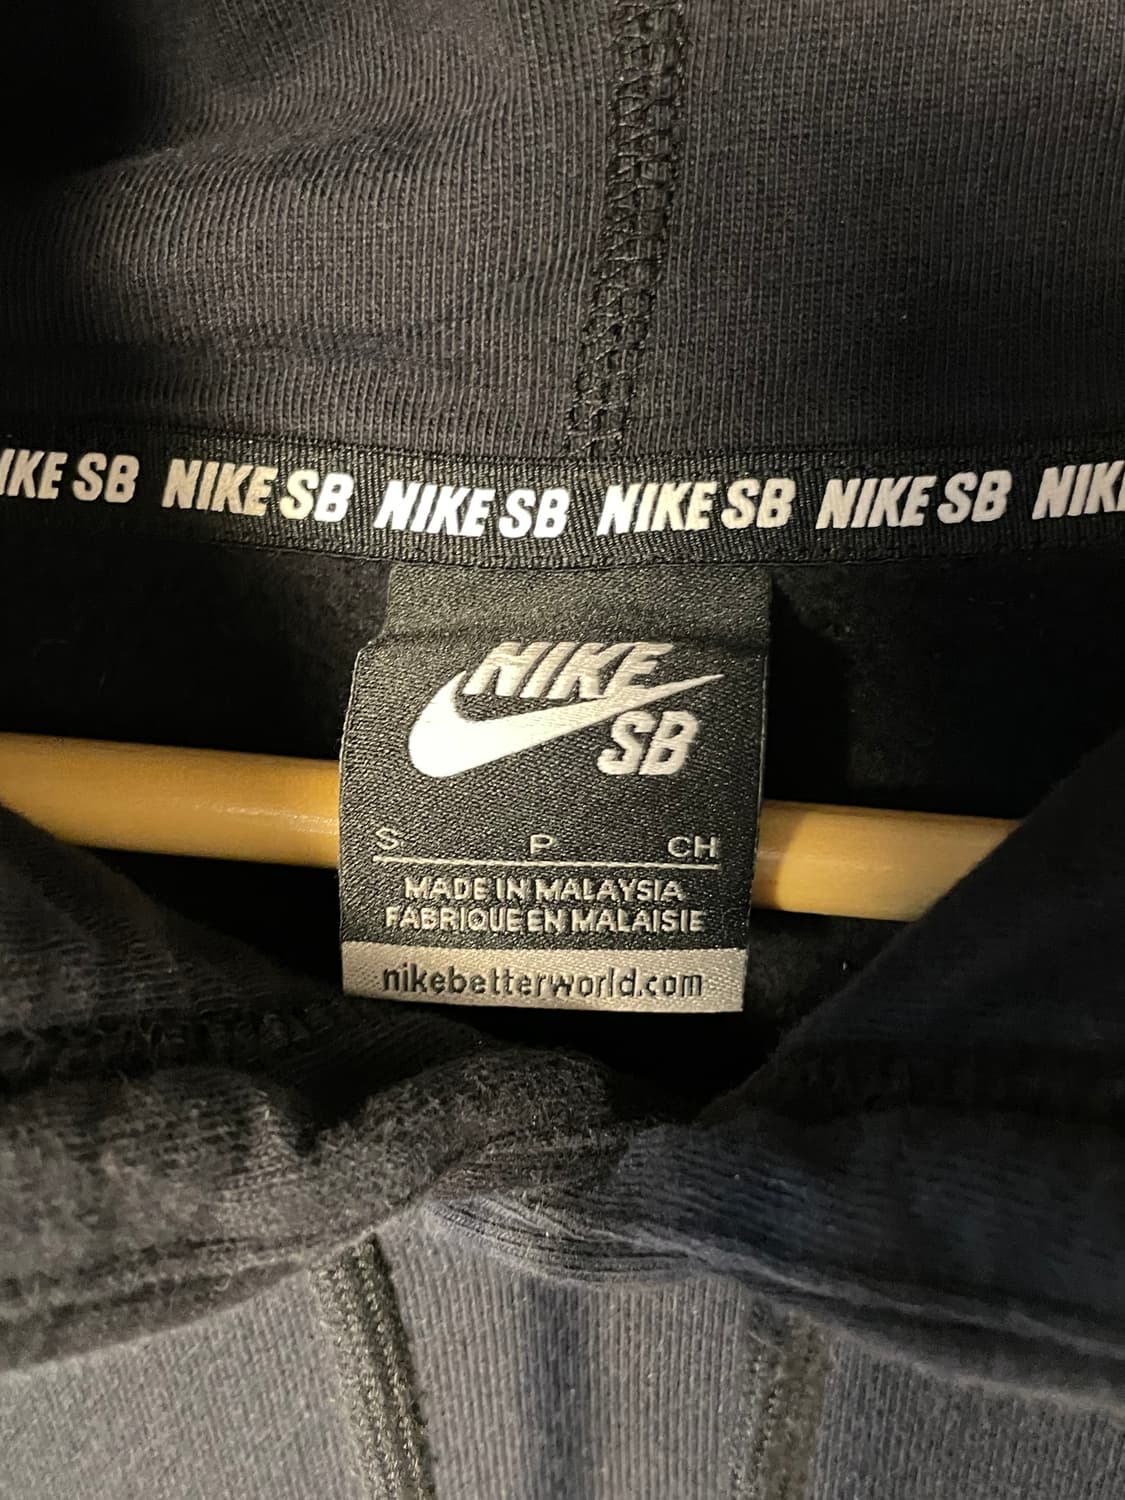 IKE SB NIKE SB NIKE SB NIKE SB NIKE SB NIK
NIKE
SB
S P CH
MADE IN MALAYSIA
FABRIQUE EN MALAISIE
nikebetterworld.com